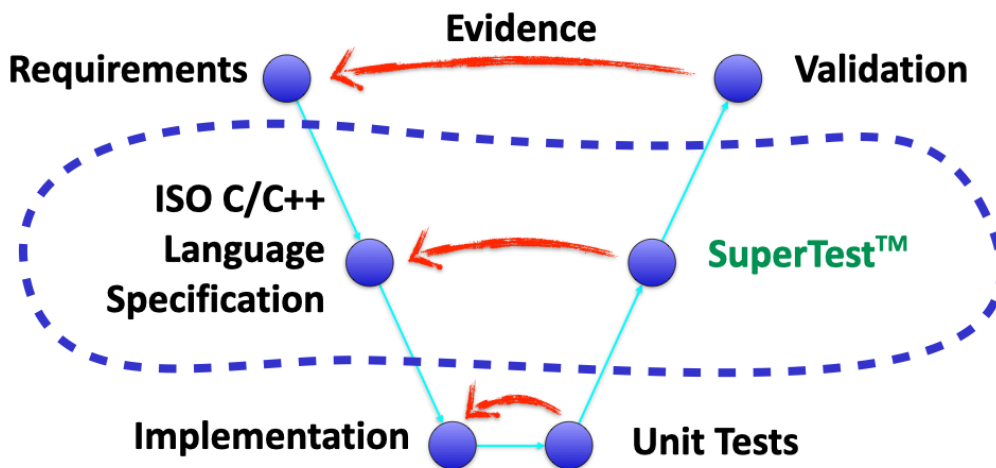 Evidence
Requirements
Validation
ISO C/C++
Language
Specification
SuperTest™
Implementation
Unit Tests